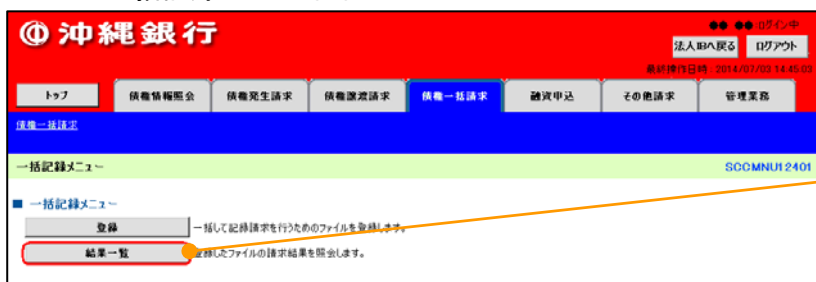 沖縄銀行
●● ●●:ログイン中
法人IBへ戻る ログアウト
最終操作日時:2014/07/03 14:45:03
トップ 債権情報照会 債権発生請求 債権譲渡請求 債権一括請求 融資申込 その他請求 管理業務
債権一括請求
一括記録メニュー SCCMNU12401
■ 一括記録メニュー
登録 一括して記録請求を行うためのファイルを登録します。
結果一覧 登録したファイルの請求結果を照会します。